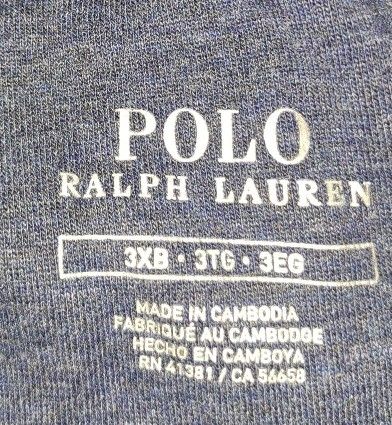 POLO
RALPH LAUREN
3XB • 3TG • 3EG
MADE IN CAMBODIA
FABRIQUÉ AU CAMBODGE
HECHO EN CAMBOYA
RN 41381 / CA 56658